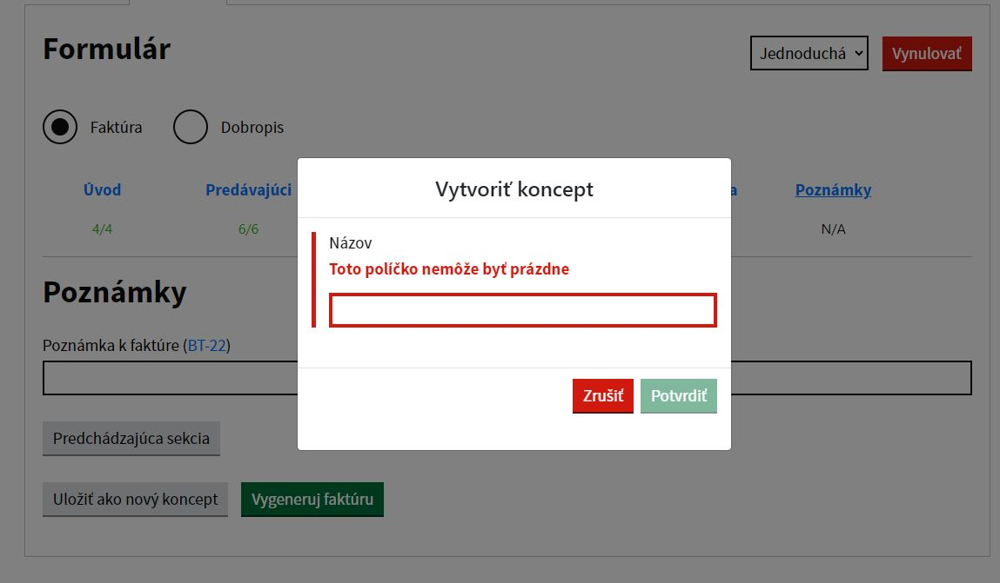 Formulár
Jednoduchá
Vynulovať
Faktúra
Dobropis
Úvod
Predávajúci
Poznámky
4/4
6/6
N/A
Vytvoriť koncept
Názov
Toto políčko nemôže byť prázdne
Zrušiť
Potvrdiť
Poznámky
Poznámka k faktúre (BT-22)
Predchádzajúca sekcia
Uložiť ako nový koncept
Vygeneruj faktúru